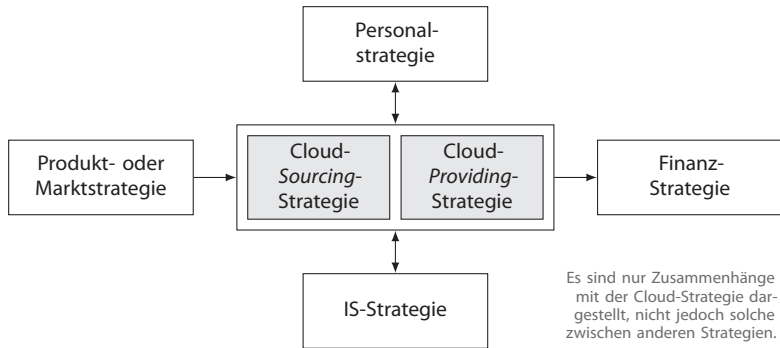 Personal-
strategie
Produkt- oder
Marktstrategie
Cloud-
Sourcing-
Strategie
Cloud-
Providing-
Strategie
Finanz-
Strategie
IS-Strategie
Es sind nur Zusammenhänge
mit der Cloud-Strategie dar-
gestellt, nicht jedoch solche
zwischen anderen Strategien.